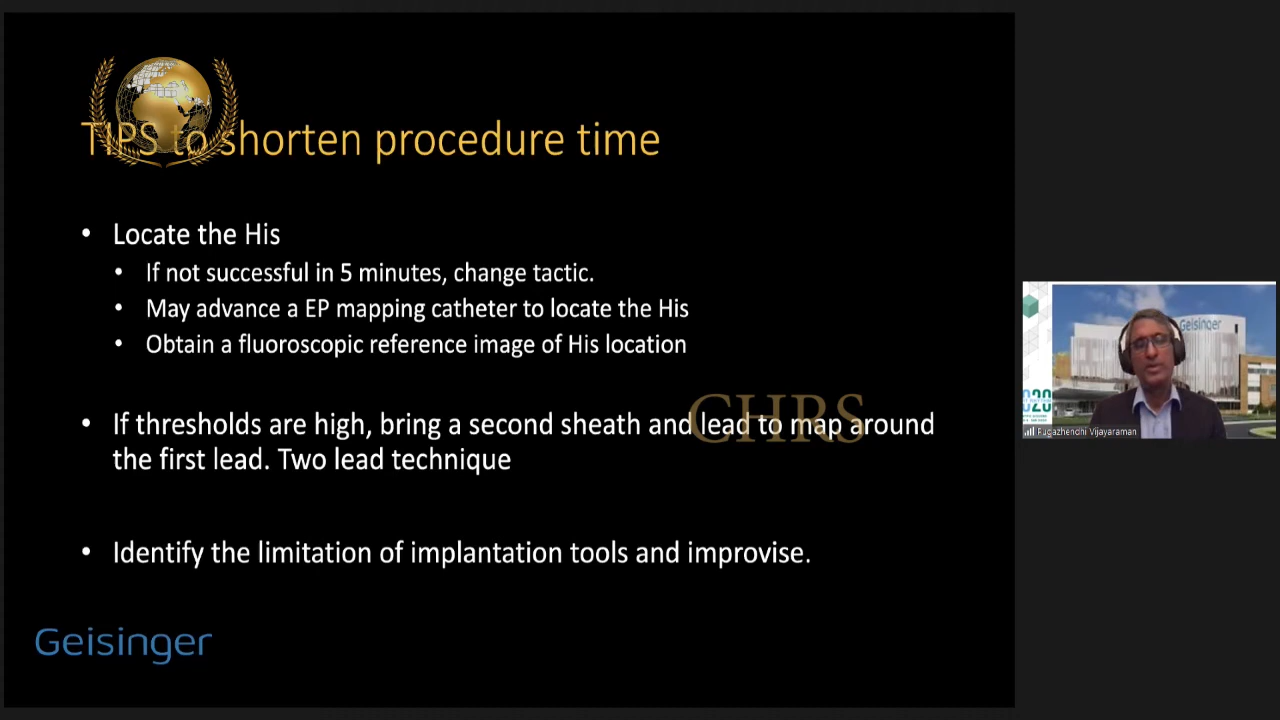 TIPS to shorten procedure time
• Locate the His
• If not successful in 5 minutes, change tactic.
• May advance a EP mapping catheter to locate the His
• Obtain a fluoroscopic reference image of His location
• If thresholds are high, bring a second sheath and lead to map around
the first lead. Two lead technique
• Identify the limitation of implantation tools and improvise.
CHRS
Geisinger
Geisinger
020
Pugazhendhi Vijayaraman